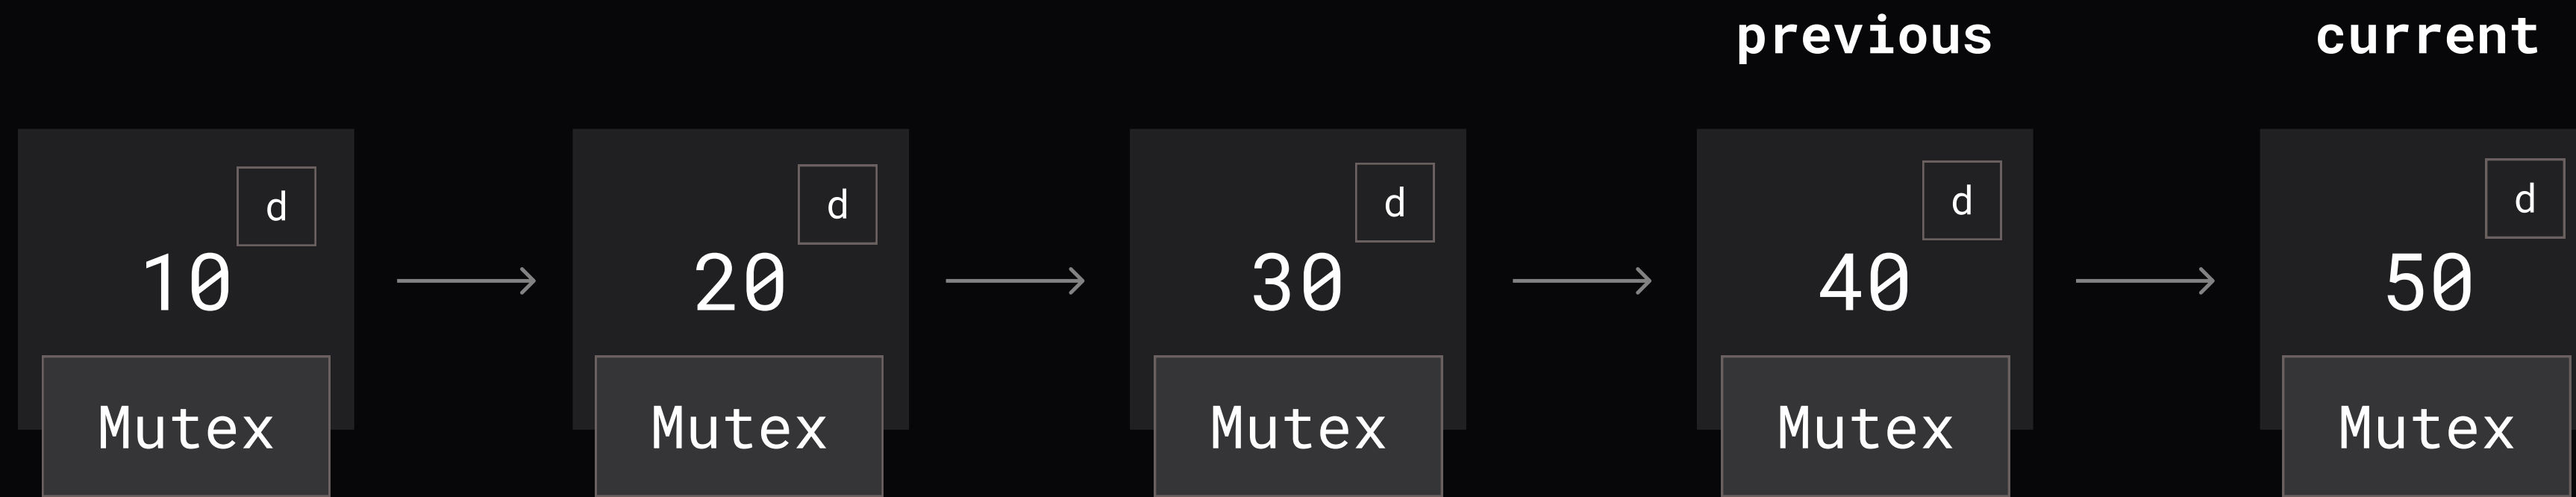 previous current
d d d d d
10 20 30 40 50
Mutex Mutex Mutex Mutex Mutex